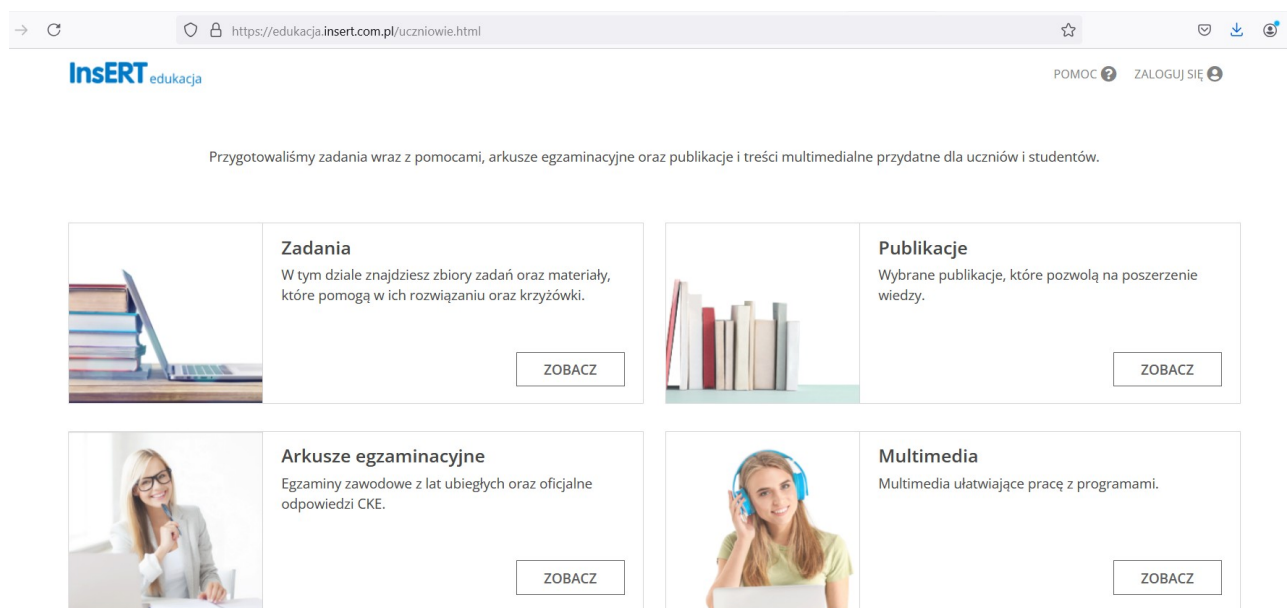 https://edukacja.insert.com.pl/uczniowie.html
InsERT edukacja
POMOC ?
ZALOGUJ SIĘ
Przygotowaliśmy zadania wraz z pomocami, arkusze egzaminacyjne oraz publikacje i treści multimedialne przydatne dla uczniów i studentów.
Zadania
W tym dziale znajdziesz zbiory zadań oraz materiały,
które pomogą w ich rozwiązaniu oraz krzyżówki.
ZOBACZ
Publikacje
Wybrane publikacje, które pozwolą na poszerzenie
wiedzy.
ZOBACZ
Arkusze egzaminacyjne
Egzaminy zawodowe z lat ubiegłych oraz oficjalne
odpowiedzi CKE.
ZOBACZ
Multimedia
Multimedia ułatwiające pracę z programami.
ZOBACZ